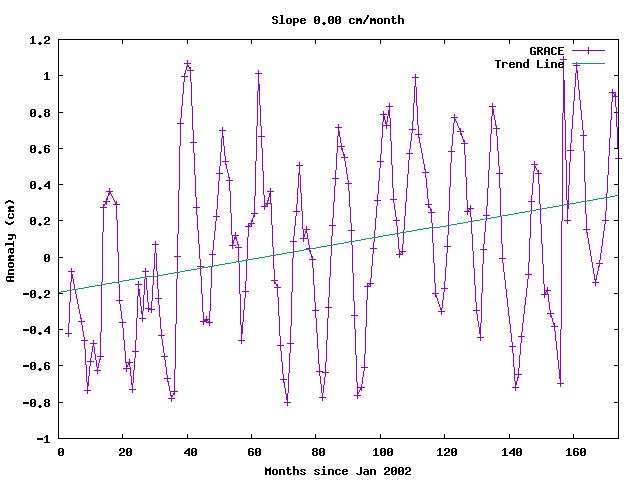 Slope 0.00 cm/month
GRACE
Trend Line
Anomaly (cm)
1.2
1
0.8
0.6
0.4
0.2
0
-0.2
-0.4
-0.6
-0.8
-1
0 20 40 60 80 100 120 140 160
Months since Jan 2002